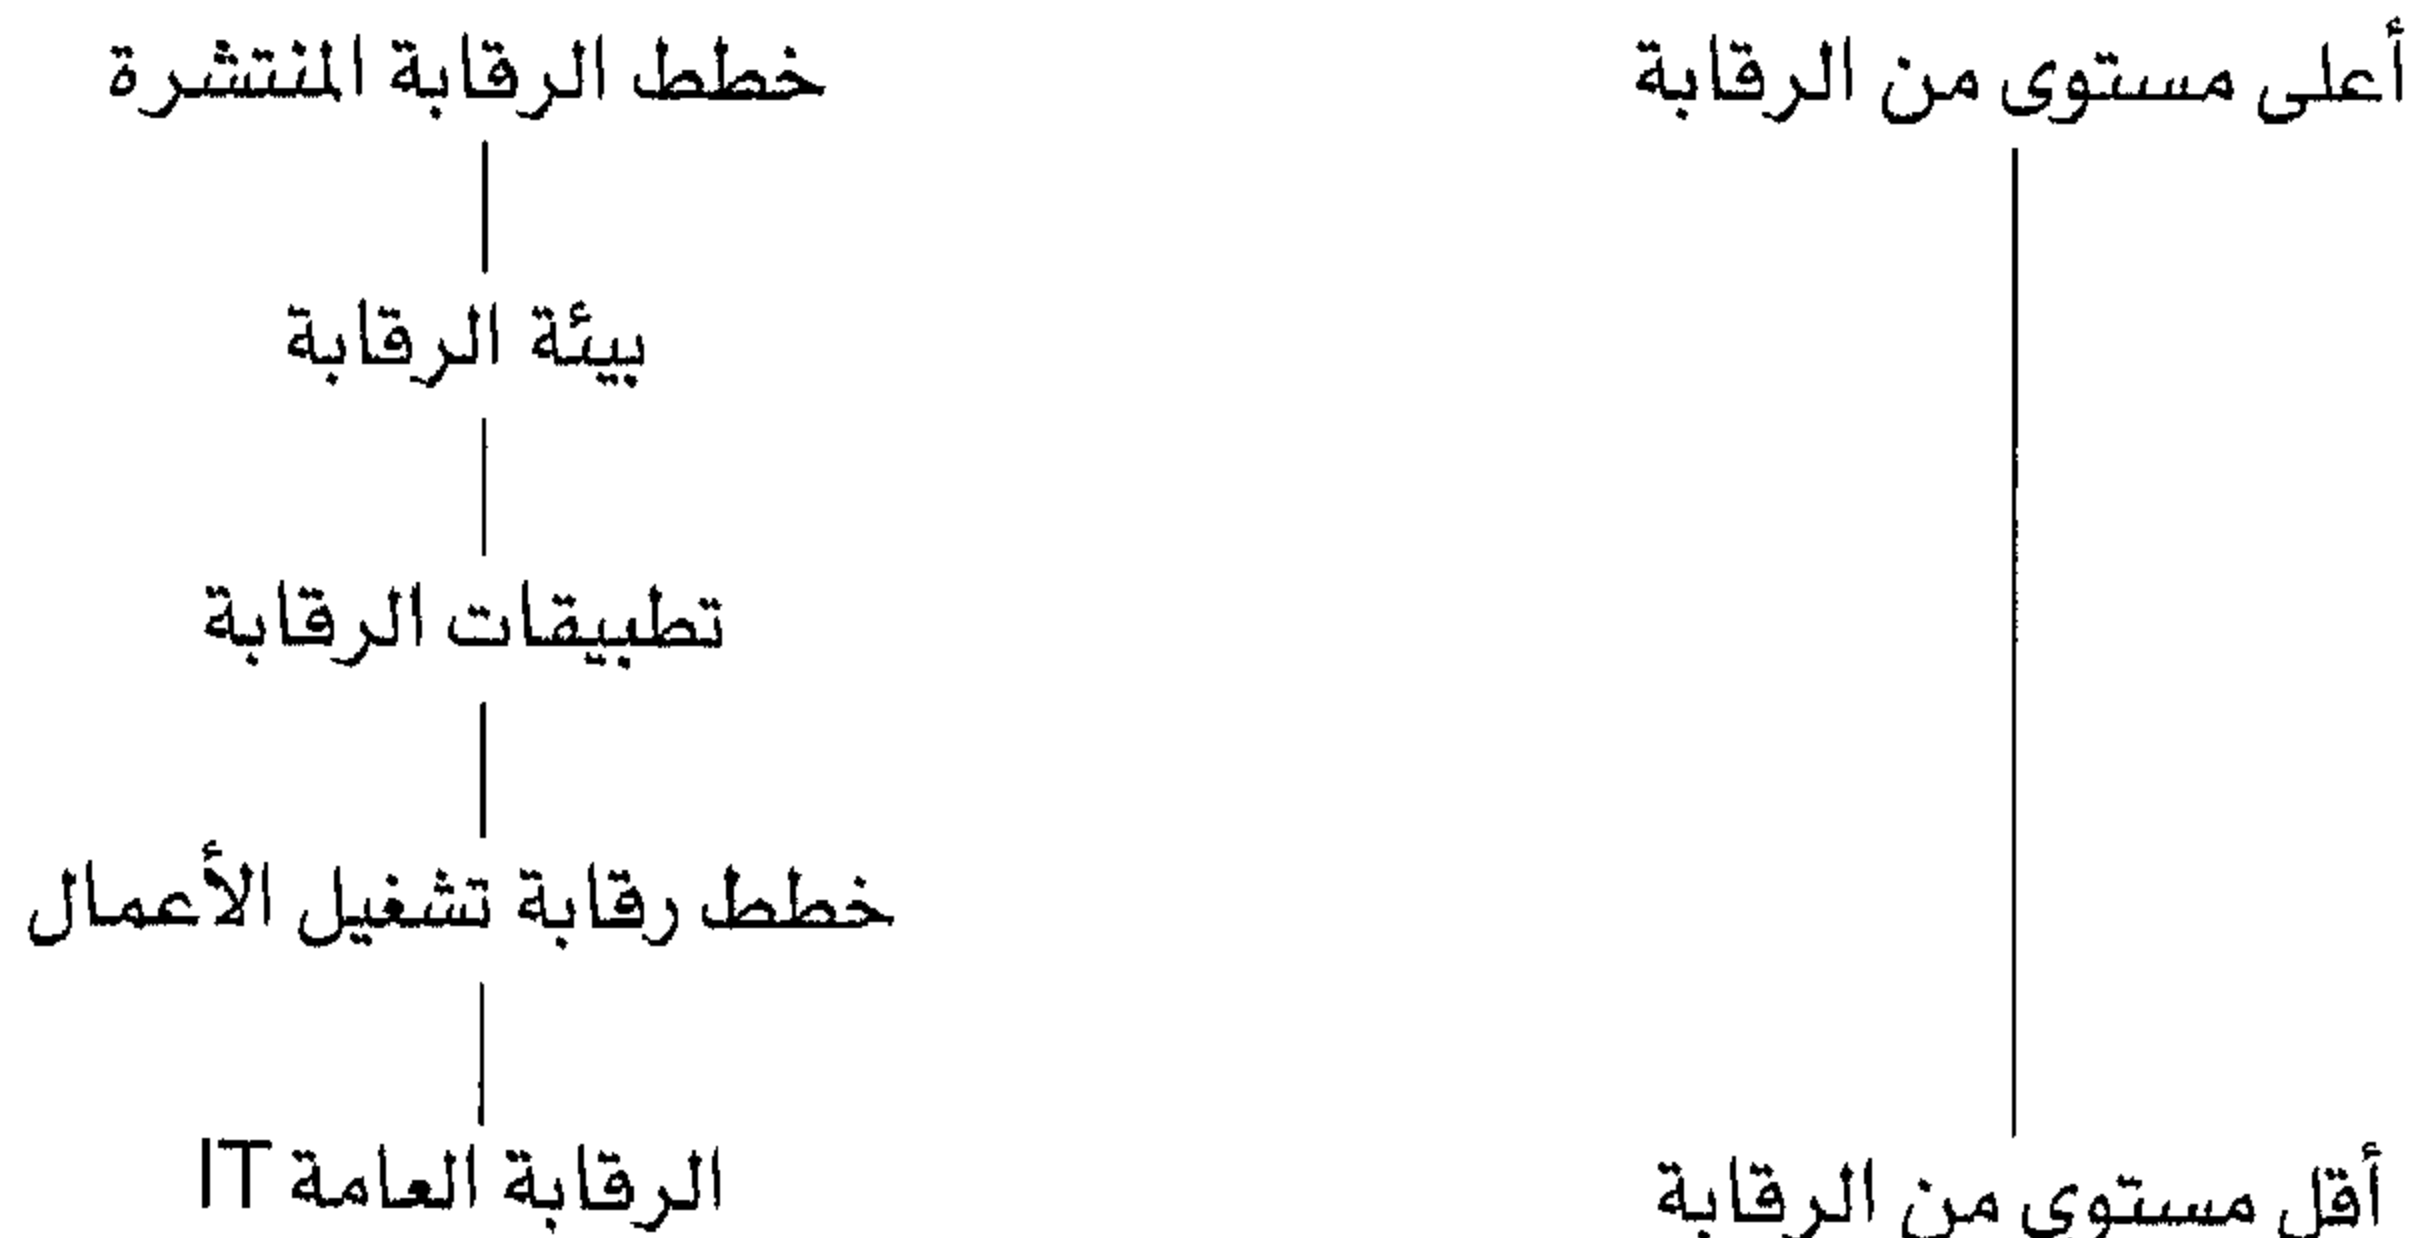 أعلى مستوى من الرقابة
خطط الرقابة المنتشرة
بيئة الرقابة
تطبيقات الرقابة
خطط رقابة تشغيل الأعمال
أقل مستوى من الرقابة
الرقابة العامة IT